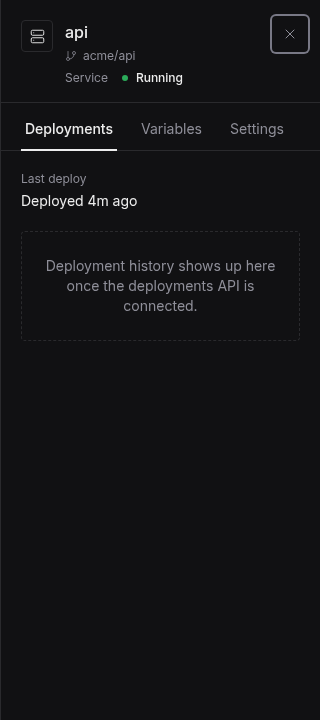 api
acme/api
Service Running
Deployments Variables Settings
Last deploy
Deployed 4m ago
Deployment history shows up here
once the deployments API is
connected.